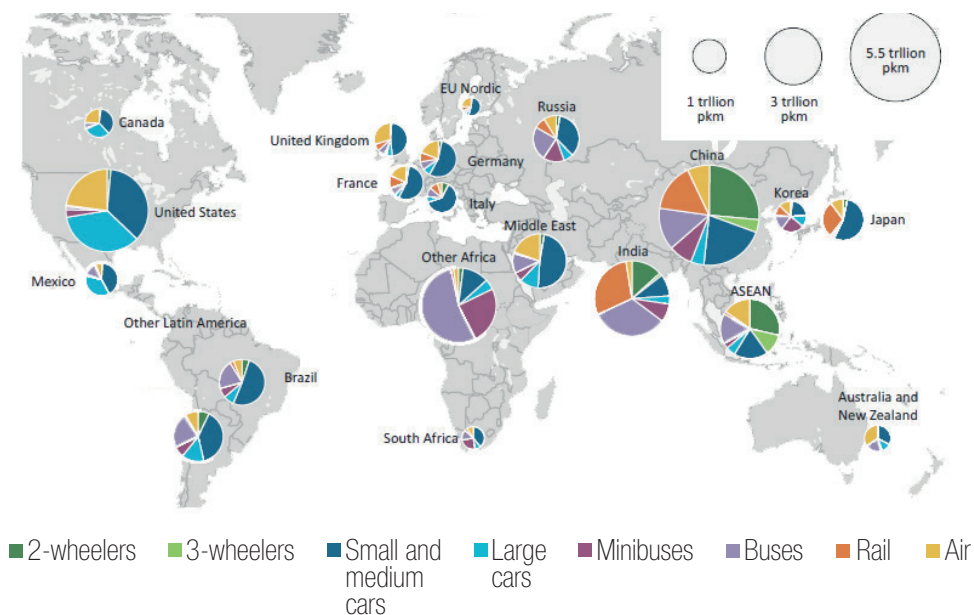 5.5 trllion
pkm
1 trllion
pkm
3 trllion
pkm
EU Nordic
Canada
United Kingdom
Russia
Germany
China
France
Italy
Korea
United States
Japan
Middle East
India
Other Africa
Mexico
ASEAN
Other Latin America
Brazil
Australia and
New Zealand
South Africa
2-wheelers
3-wheelers
Small and
medium
cars
Large
cars
Minibuses
Buses
Rail
Air